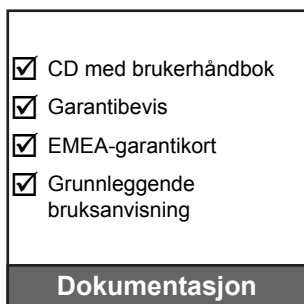 CD med brukerhåndbok
Garantibevis
EMEA-garantikort
Grunnleggende
bruksanvisning
Dokumentasjon